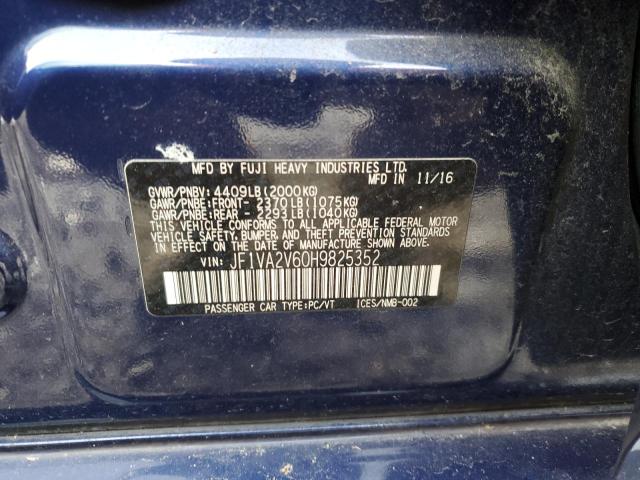 MFD BY FUJI HEAVY INDUSTRIES LTD.
MFD IN 11/16
GVWR/PNBV: 4409LB(2000KG)
GAWR/PNBE:FRONT- 2370LB(1075KG)
GAWR/PNBE:REAR - 2293LB(1040KG)
THIS VEHICLE CONFORMS TO ALL APPLICABLE FEDERAL MOTOR
VEHICLE SAFETY, BUMPER, AND THEFT PREVENTION STANDARDS
IN EFFECT ON THE DATE OF MANUFACTURE SHOWN ABOVE.
VIN: JF1VA2V60H9825352
PASSENGER CAR TYPE:PC/VT ICES/NMB-002